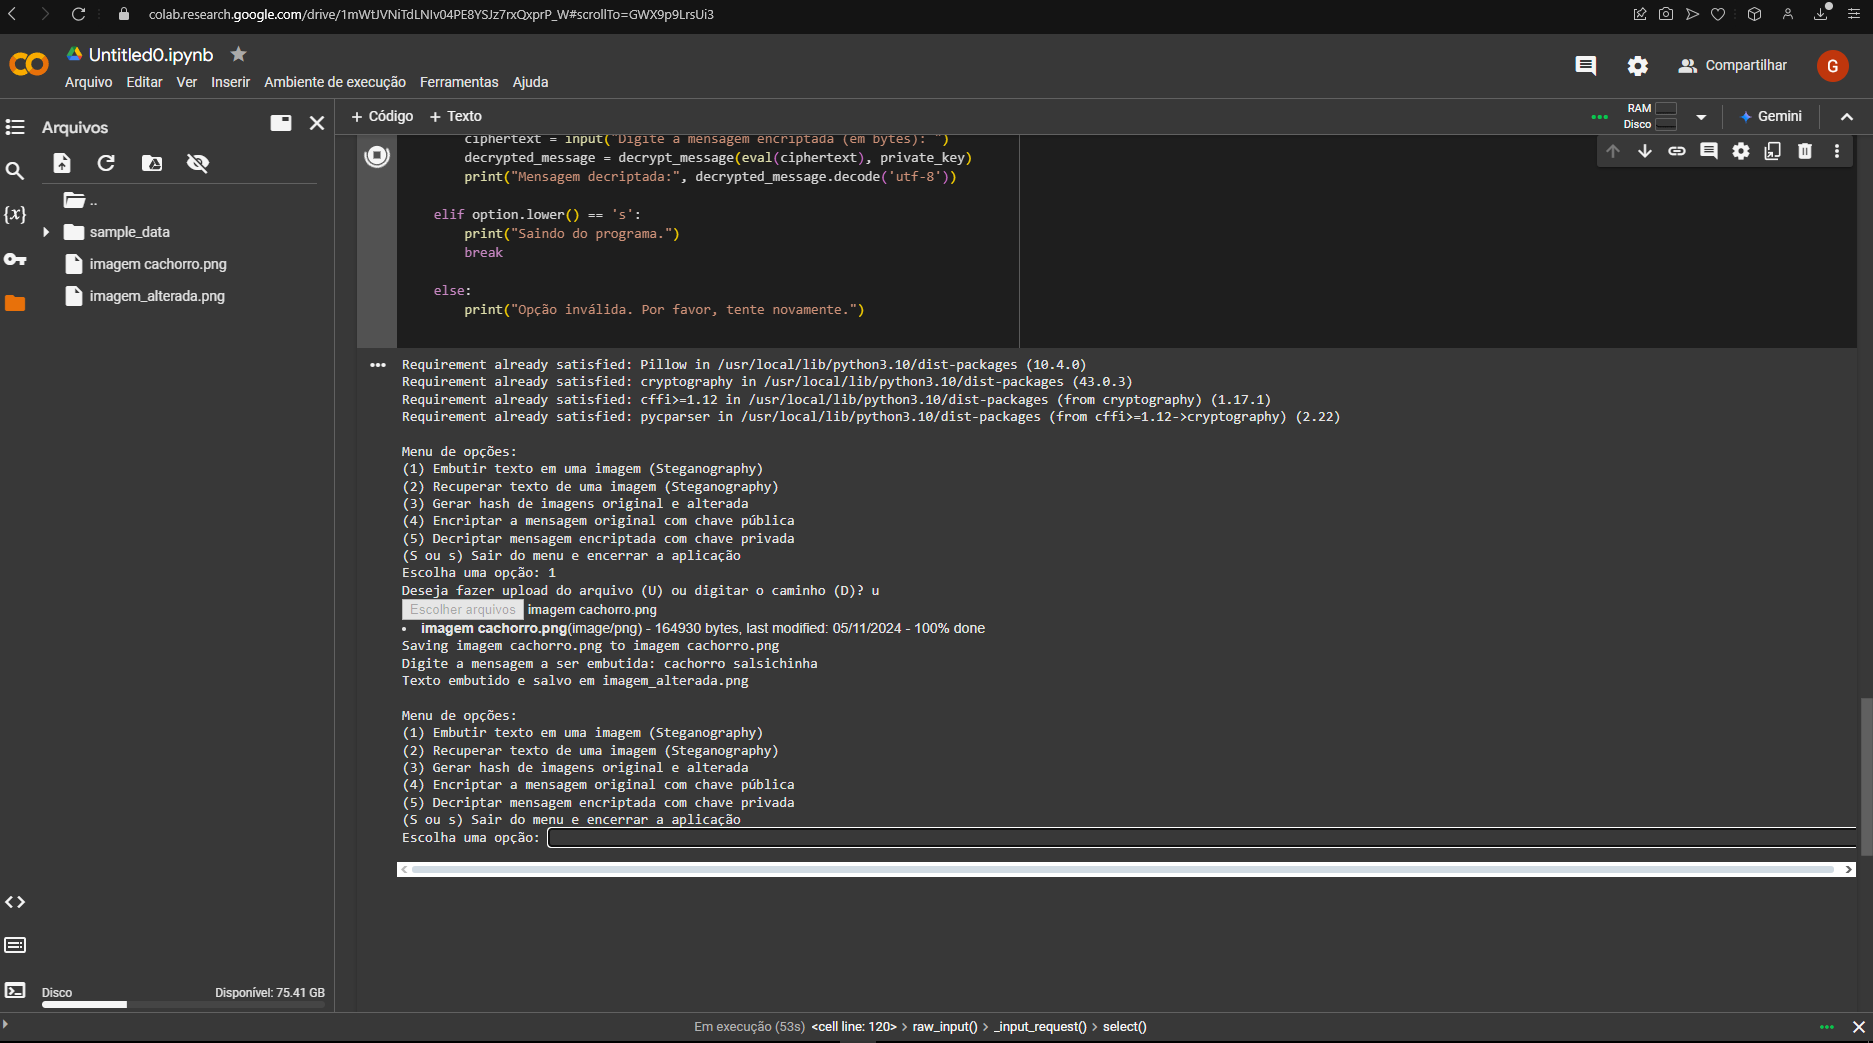 colab.research.google.com/drive/1mWtJVNiTdLNIv04PE8YSJz7rxQxprP_W#scrollTo=GWX9p9LrsUi3
Untitled0.ipynb
Arquivo Editar Ver Inserir Ambiente de execução Ferramentas Ajuda
Compartilhar
G
Arquivos
+ Código + Texto
RAM
Disco
Gemini
..
sample_data
imagem cachorro.png
imagem_alterada.png
{x}
ciphertext = input("Digite a mensagem encriptada (em bytes): ")
decrypted_message = decrypt_message(eval(ciphertext), private_key)
print("Mensagem decriptada:", decrypted_message.decode('utf-8'))
elif option.lower() == 's':
print("Saindo do programa.")
break
else:
print("Opção inválida. Por favor, tente novamente.")
Requirement already satisfied: Pillow in /usr/local/lib/python3.10/dist-packages (10.4.0)
Requirement already satisfied: cryptography in /usr/local/lib/python3.10/dist-packages (43.0.3)
Requirement already satisfied: cffi>=1.12 in /usr/local/lib/python3.10/dist-packages (from cryptography) (1.17.1)
Requirement already satisfied: pycparser in /usr/local/lib/python3.10/dist-packages (from cffi>=1.12->cryptography) (2.22)
Menu de opções:
(1) Embutir texto em uma imagem (Steganography)
(2) Recuperar texto de uma imagem (Steganography)
(3) Gerar hash de imagens original e alterada
(4) Encriptar a mensagem original com chave pública
(5) Decriptar mensagem encriptada com chave privada
(S ou s) Sair do menu e encerrar a aplicação
Escolha uma opção: 1
Deseja fazer upload do arquivo (U) ou digitar o caminho (D)? u
Escolher arquivos imagem cachorro.png
• imagem cachorro.png(image/png) - 164930 bytes, last modified: 05/11/2024 - 100% done
Saving imagem cachorro.png to imagem cachorro.png
Digite a mensagem a ser embutida: cachorro salsichinha
Texto embutido e salvo em imagem_alterada.png
Menu de opções:
(1) Embutir texto em uma imagem (Steganography)
(2) Recuperar texto de uma imagem (Steganography)
(3) Gerar hash de imagens original e alterada
(4) Encriptar a mensagem original com chave pública
(5) Decriptar mensagem encriptada com chave privada
(S ou s) Sair do menu e encerrar a aplicação
Escolha uma opção:
Disco Disponível: 75.41 GB
Em execução (53s) <cell line: 120> > raw_input() > _input_request() > select()